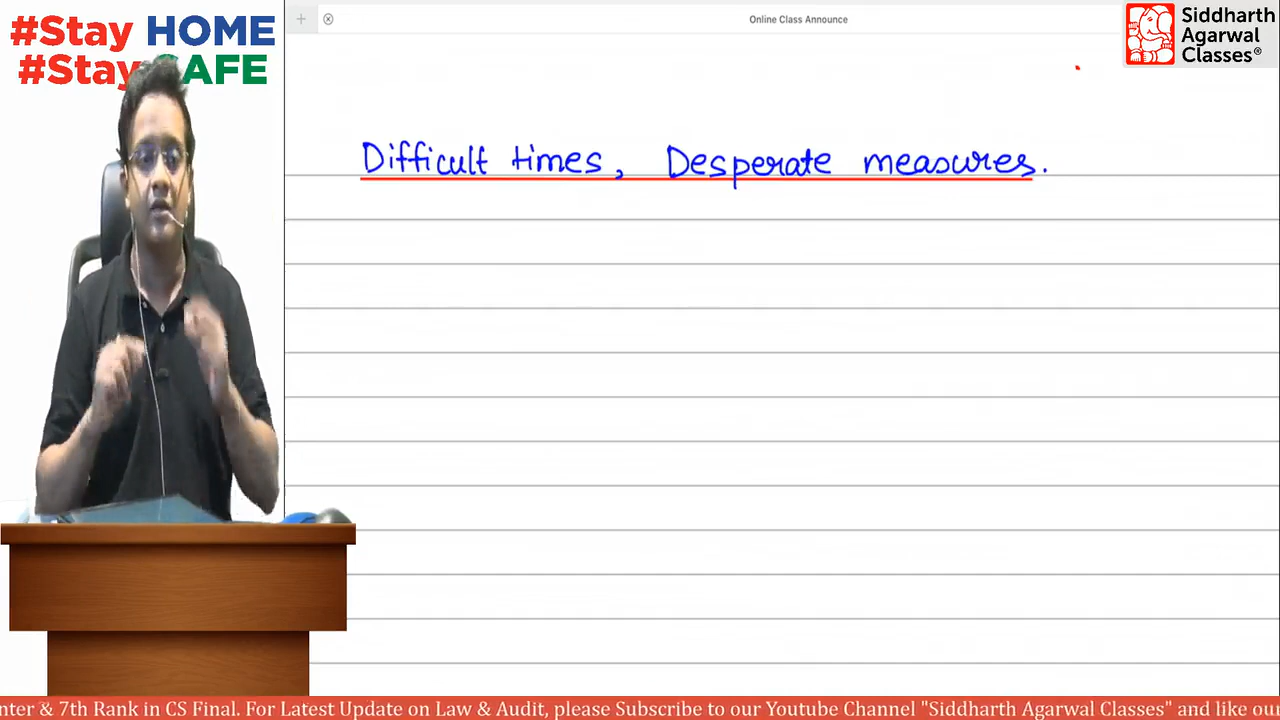 #Stay HOME
#Stay SAFE
Online Class Announce
Siddharth
Agarwal
Classes®
Difficult times, Desperate measures.
nter & 7th Rank in CS Final. For Latest Update on Law & Audit, please Subscribe to our Youtube Channel "Siddharth Agarwal Classes" and like our